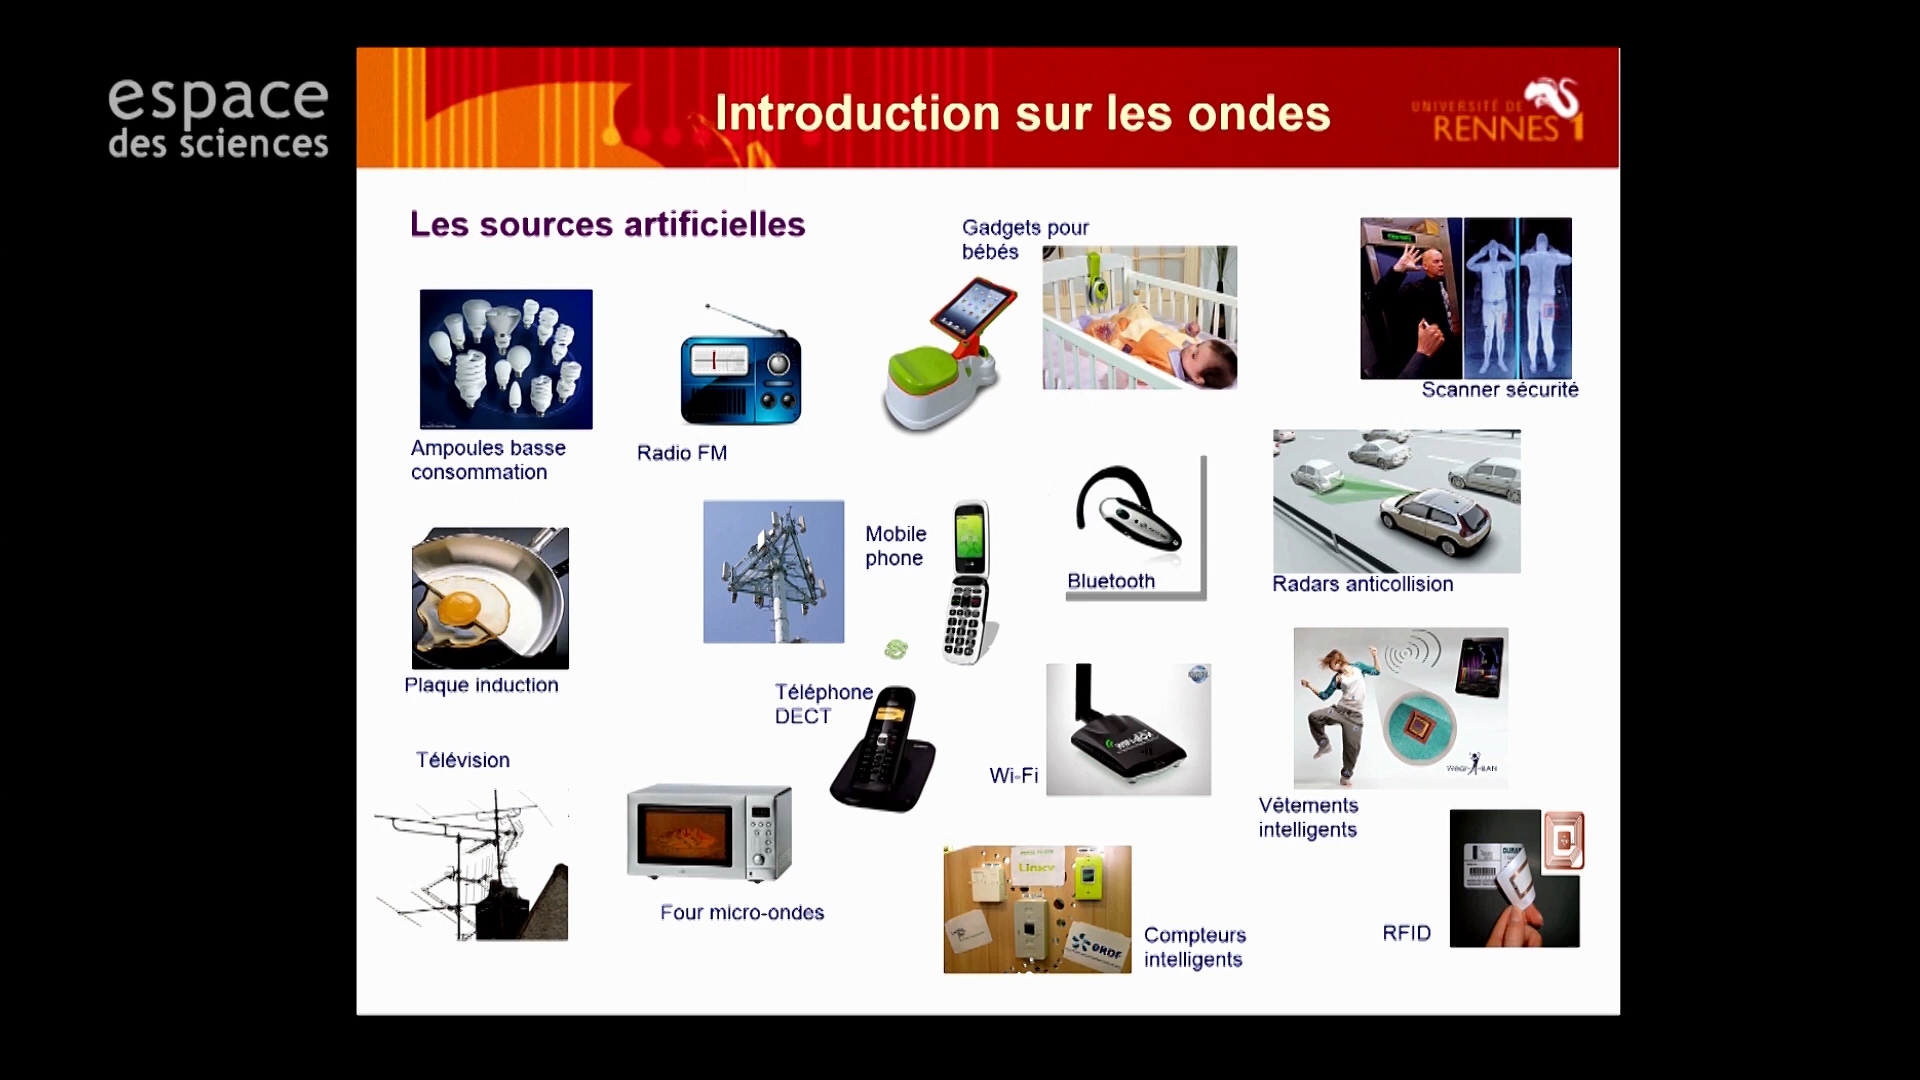 espace
des sciences
Introduction sur les ondes
UNIVERSITÉ DE
RENNES 1
Les sources artificielles
Gadgets pour
bébés
Scanner sécurité
Ampoules basse
consommation
Radio FM
Mobile
phone
Bluetooth
Radars anticollision
Plaque induction
Téléphone
DECT
Télévision
Wi-Fi
Vêtements
intelligents
Four micro-ondes
Linky
ERDF
Compteurs
intelligents
RFID